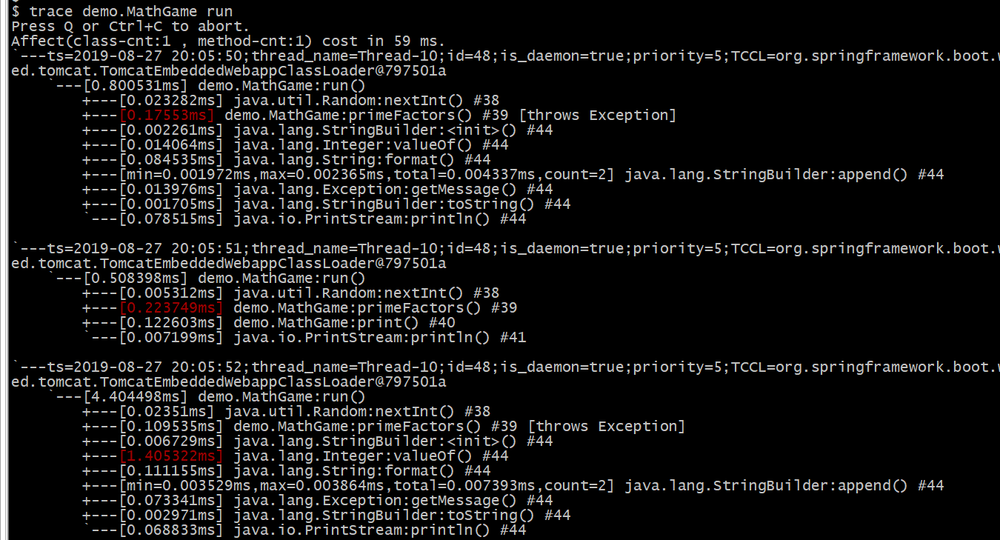 $ trace demo.MathGame run
Press Q or Ctrl+C to abort.
Affect(class-cnt:1 , method-cnt:1) cost in 59 ms.
`---ts=2019-08-27 20:05:50;thread_name=Thread-10;id=48;is_daemon=true;priority=5;TCCL=org.springframework.boot.
ed.tomcat.TomcatEmbeddedWebappClassLoader@797501a
    `---[0.800531ms] demo.MathGame:run()
        +---[0.023282ms] java.util.Random:nextInt() #38
        +---[0.17553ms] demo.MathGame:primeFactors() #39 [throws Exception]
        +---[0.002261ms] java.lang.StringBuilder:<init>() #44
        +---[0.014064ms] java.lang.Integer:valueOf() #44
        +---[0.084535ms] java.lang.String:format() #44
        +---[min=0.001972ms,max=0.002365ms,total=0.004337ms,count=2] java.lang.StringBuilder:append() #44
        +---[0.013976ms] java.lang.Exception:getMessage() #44
        +---[0.001705ms] java.lang.StringBuilder:toString() #44
        `---[0.078515ms] java.io.PrintStream:println() #44
`---ts=2019-08-27 20:05:51;thread_name=Thread-10;id=48;is_daemon=true;priority=5;TCCL=org.springframework.boot.
ed.tomcat.TomcatEmbeddedWebappClassLoader@797501a
    `---[0.508398ms] demo.MathGame:run()
        +---[0.005312ms] java.util.Random:nextInt() #38
        +---[0.223749ms] demo.MathGame:primeFactors() #39
        +---[0.122603ms] demo.MathGame:print() #40
        `---[0.007199ms] java.io.PrintStream:println() #41
`---ts=2019-08-27 20:05:52;thread_name=Thread-10;id=48;is_daemon=true;priority=5;TCCL=org.springframework.boot.
ed.tomcat.TomcatEmbeddedWebappClassLoader@797501a
    `---[4.404498ms] demo.MathGame:run()
        +---[0.02351ms] java.util.Random:nextInt() #38
        +---[0.109535ms] demo.MathGame:primeFactors() #39 [throws Exception]
        +---[0.006729ms] java.lang.StringBuilder:<init>() #44
        +---[1.405322ms] java.lang.Integer:valueOf() #44
        +---[0.111155ms] java.lang.String:format() #44
        +---[min=0.003529ms,max=0.003864ms,total=0.007393ms,count=2] java.lang.StringBuilder:append() #44
        +---[0.073341ms] java.lang.Exception:getMessage() #44
        +---[0.002971ms] java.lang.StringBuilder:toString() #44
        `---[0.068833ms] java.io.PrintStream:println() #44